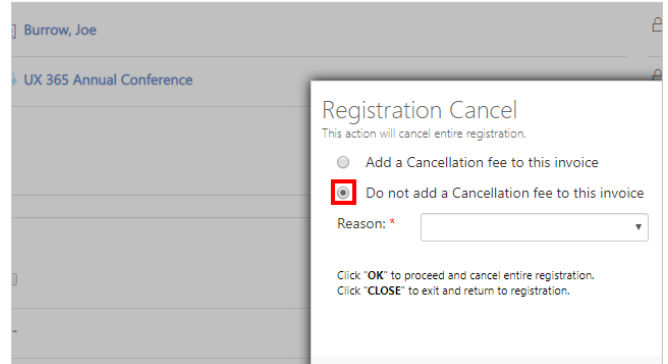 Burrow, Joe
UX 365 Annual Conference
Registration Cancel
This action will cancel entire registration.
Add a Cancellation fee to this invoice
Do not add a Cancellation fee to this invoice
Reason: *
Click "OK" to proceed and cancel entire registration.
Click "CLOSE" to exit and return to registration.